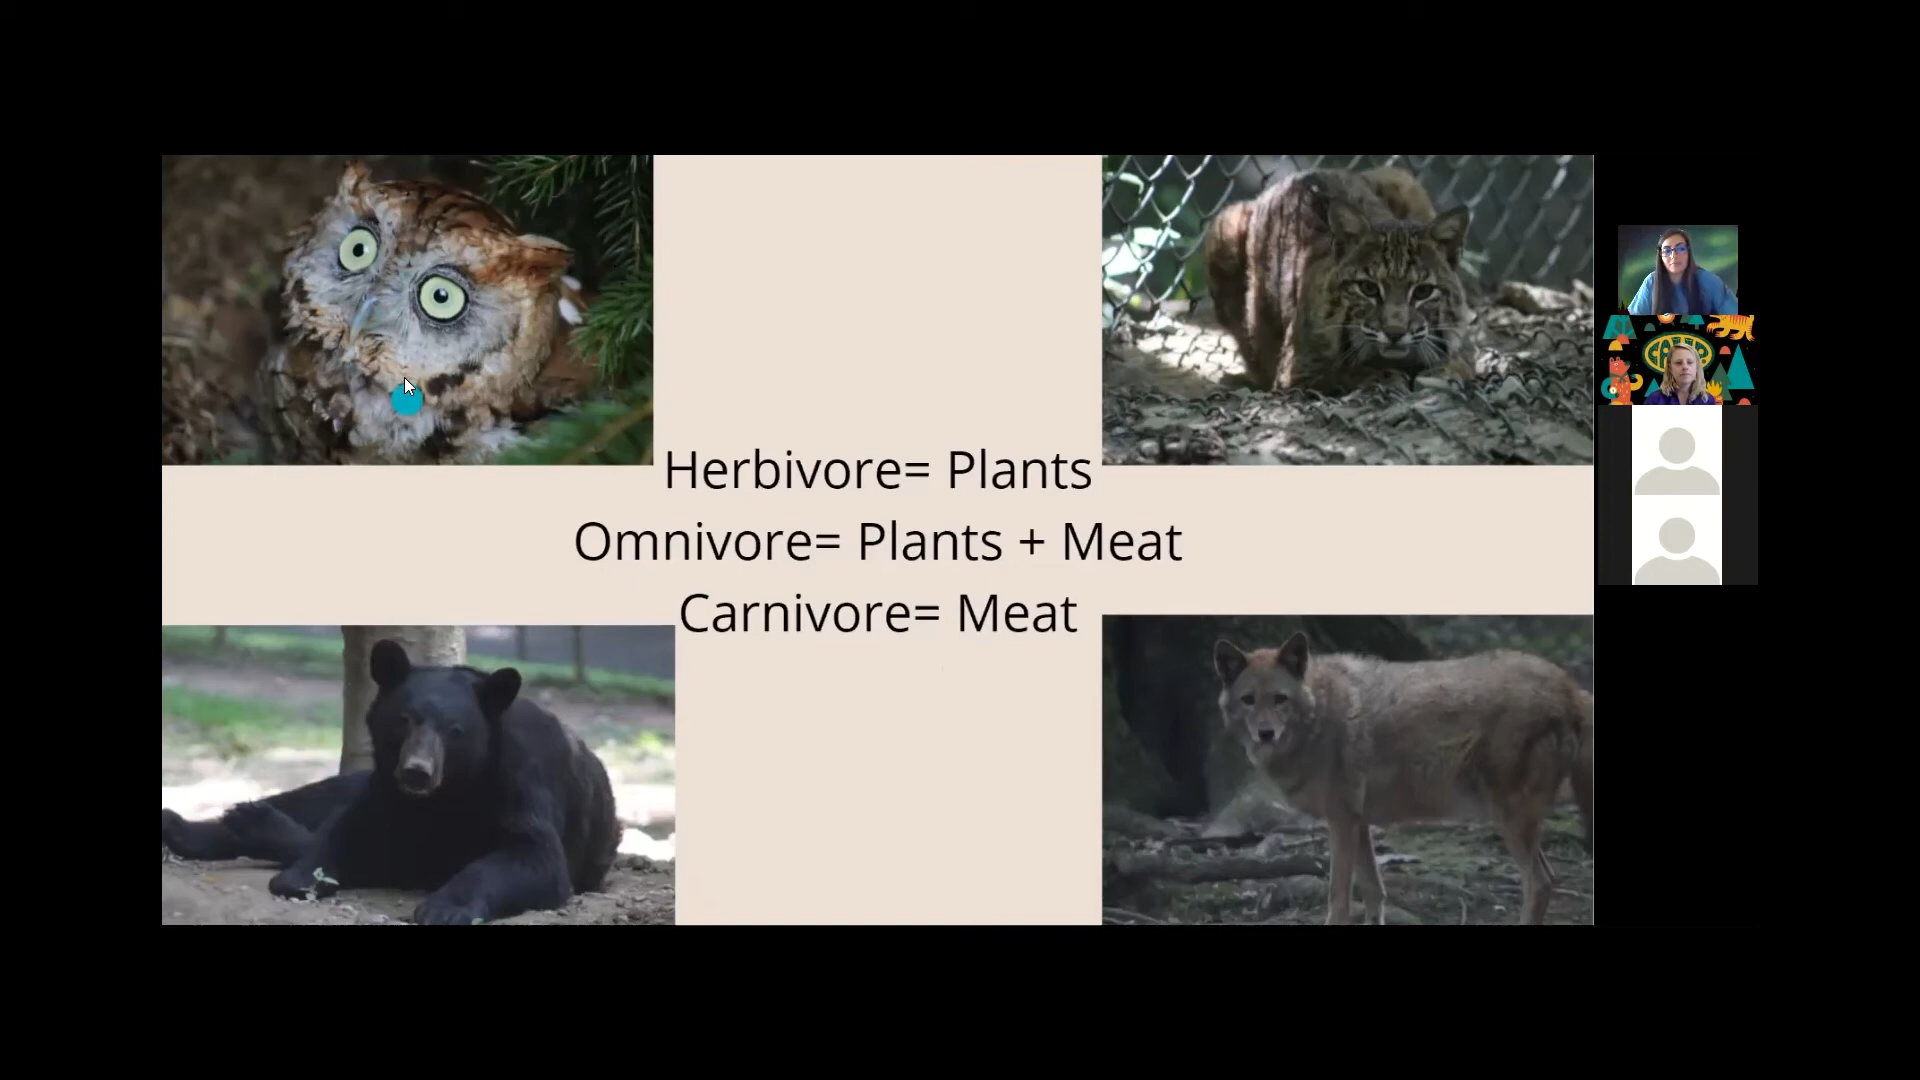 Herbivore= Plants
Omnivore= Plants + Meat
Carnivore= Meat